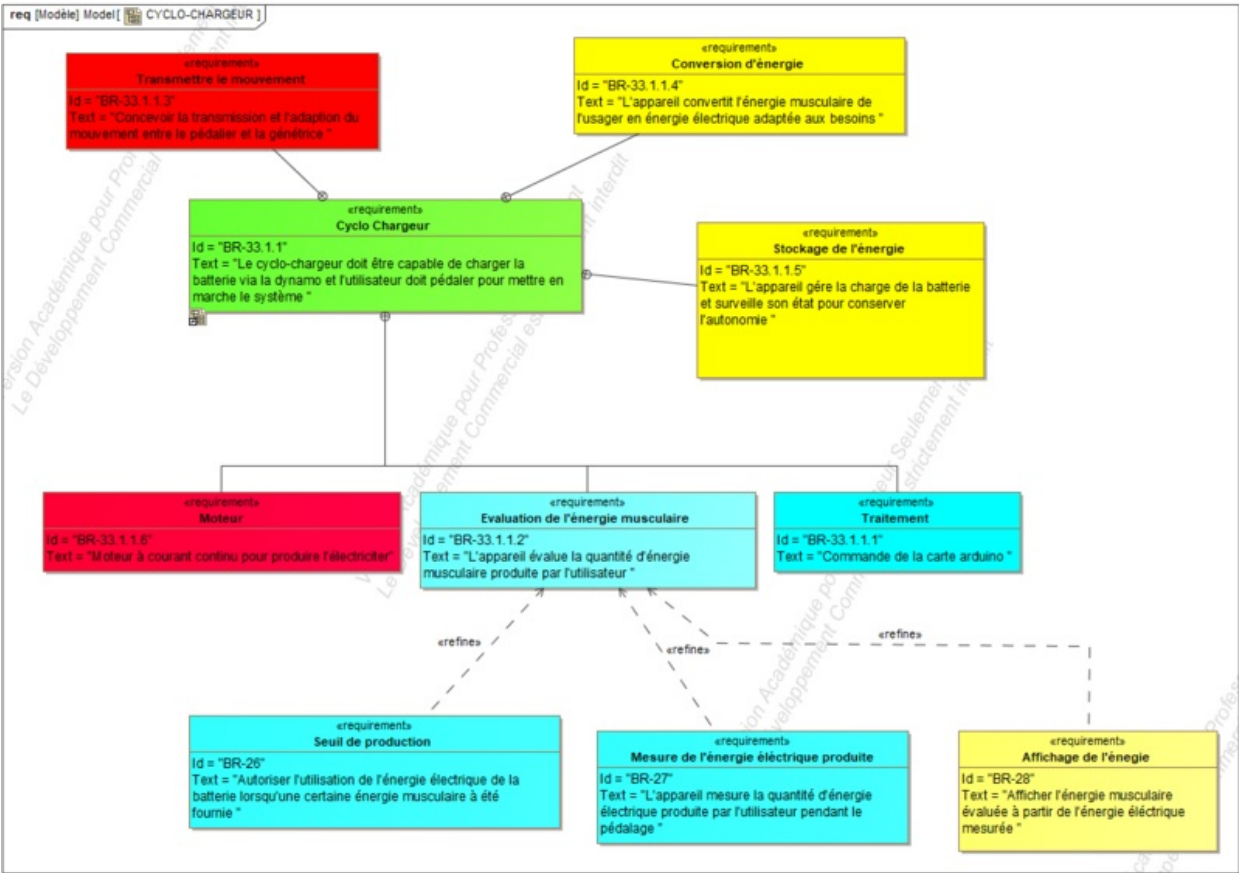 req [Modèle] Model[ CYCLO-CHARGEUR ]
«requirement»
Transmettre le mouvement
Id = "BR-33.1.1.3"
Text = "Concevoir la transmission et l'adaption du
mouvement entre le pédalier et la génétrice "
«requirement»
Conversion d'énergie
Id = "BR-33.1.1.4"
Text = "L'appareil convertit l'énergie musculaire de
l'usager en énergie électrique adaptée aux besoins "
«requirement»
Cyclo Chargeur
Id = "BR-33.1.1"
Text = "Le cyclo-chargeur doit être capable de charger la
batterie via la dynamo et l'utilisateur doit pédaler pour mettre en
marche le système "
«requirement»
Stockage de l'énergie
Id = "BR-33.1.1.5"
Text = "L'appareil gére la charge de la batterie
et surveille son état pour conserver
l'autonomie "
«requirement»
Moteur
Id = "BR-33.1.1.6"
Text = "Moteur à courant continu pour produire l'électriciter"
«requirement»
Evaluation de l'énergie musculaire
Id = "BR-33.1.1.2"
Text = "L'appareil évalue la quantité d'énergie
musculaire produite par l'utilisateur "
«requirement»
Traitement
Id = "BR-33.1.1.1"
Text = "Commande de la carte arduino "
«refine»
«refine»
«refine»
«requirement»
Seuil de production
Id = "BR-26"
Text = "Autoriser l'utilisation de l'énergie électrique de la
batterie lorsqu'une certaine énergie musculaire à été
fournie "
«requirement»
Mesure de l'énergie éléctrique produite
Id = "BR-27"
Text = "L'appareil mesure la quantité d'énergie
électrique produite par l'utilisateur pendant le
pédalage "
«requirement»
Affichage de l'énegie
Id = "BR-28"
Text = "Afficher l'énergie musculaire
évaluée à partir de l'énergie éléctrique
mesurée "